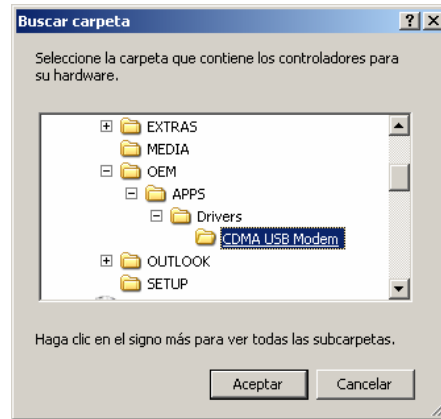 Buscar carpeta
Seleccione la carpeta que contiene los controladores para
su hardware.
EXTRAS
MEDIA
OEM
APPS
Drivers
CDMA USB Modem
OUTLOOK
SETUP
Haga clic en el signo más para ver todas las subcarpetas.
Aceptar
Cancelar